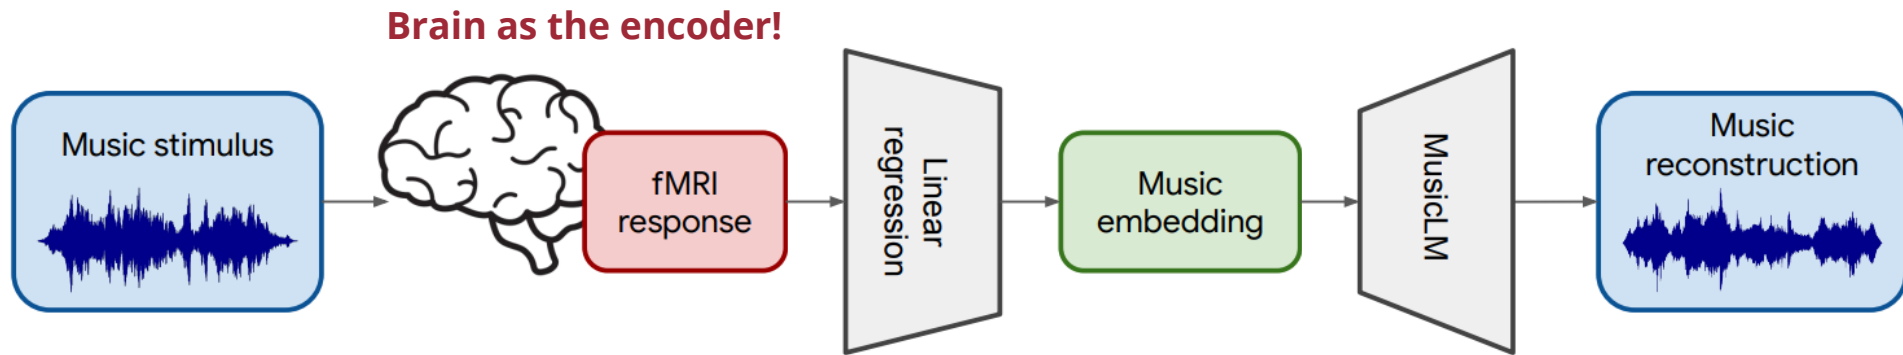 Brain as the encoder!
Music stimulus
fMRI
response
Linear
regression
Music
embedding
MusicLM
Music
reconstruction